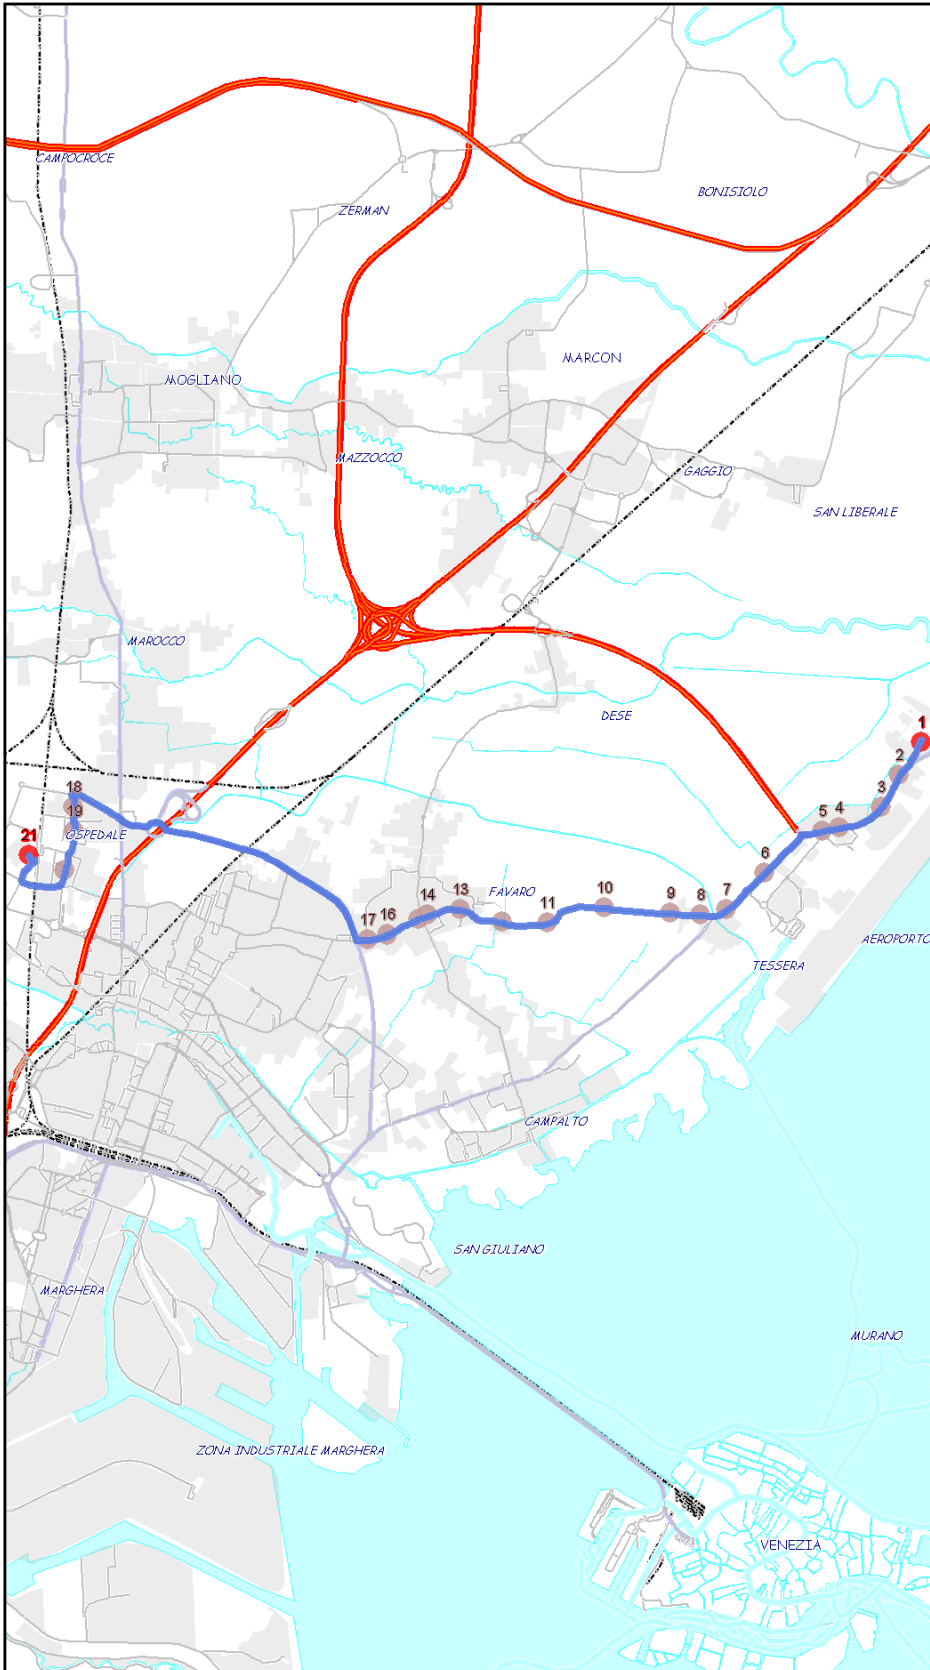 CAMPOCROCE
BONISIOLO
ZERMAN
MARCON
MOGLIANO
MAZZOCCO
GAGGIO
SAN LIBERALE
MAROCCO
DESE
1
2
18
3
19
5
4
OSPEDALE
21
6
FAVARO
10
9
8
7
14
13
11
17
16
AEROPORTO
TESSERA
CAMPALTO
SAN GIULIANO
MARGHERA
MURANO
ZONA INDUSTRIALE MARGHERA
VENEZIA